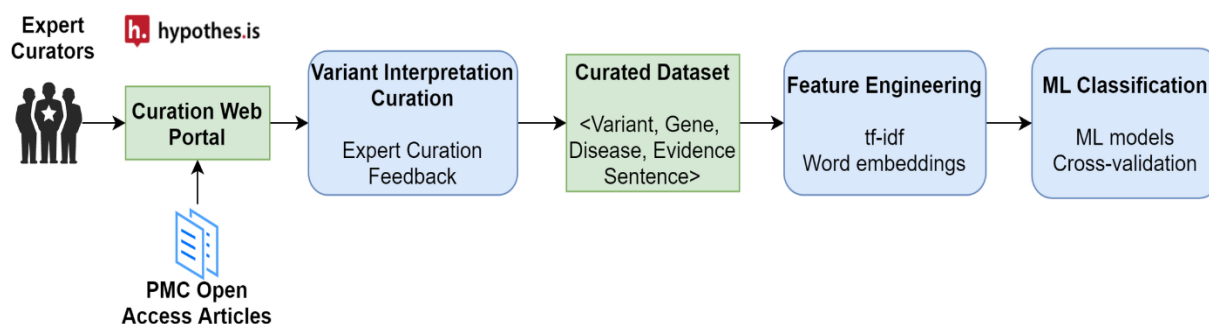 Expert
Curators
h. hypothes.is
Curation Web
Portal
PMC Open
Access Articles
Variant Interpretation
Curation
Expert Curation
Feedback
Curated Dataset
<Variant, Gene,
Disease, Evidence
Sentence>
Feature Engineering
tf-idf
Word embeddings
ML Classification
ML models
Cross-validation